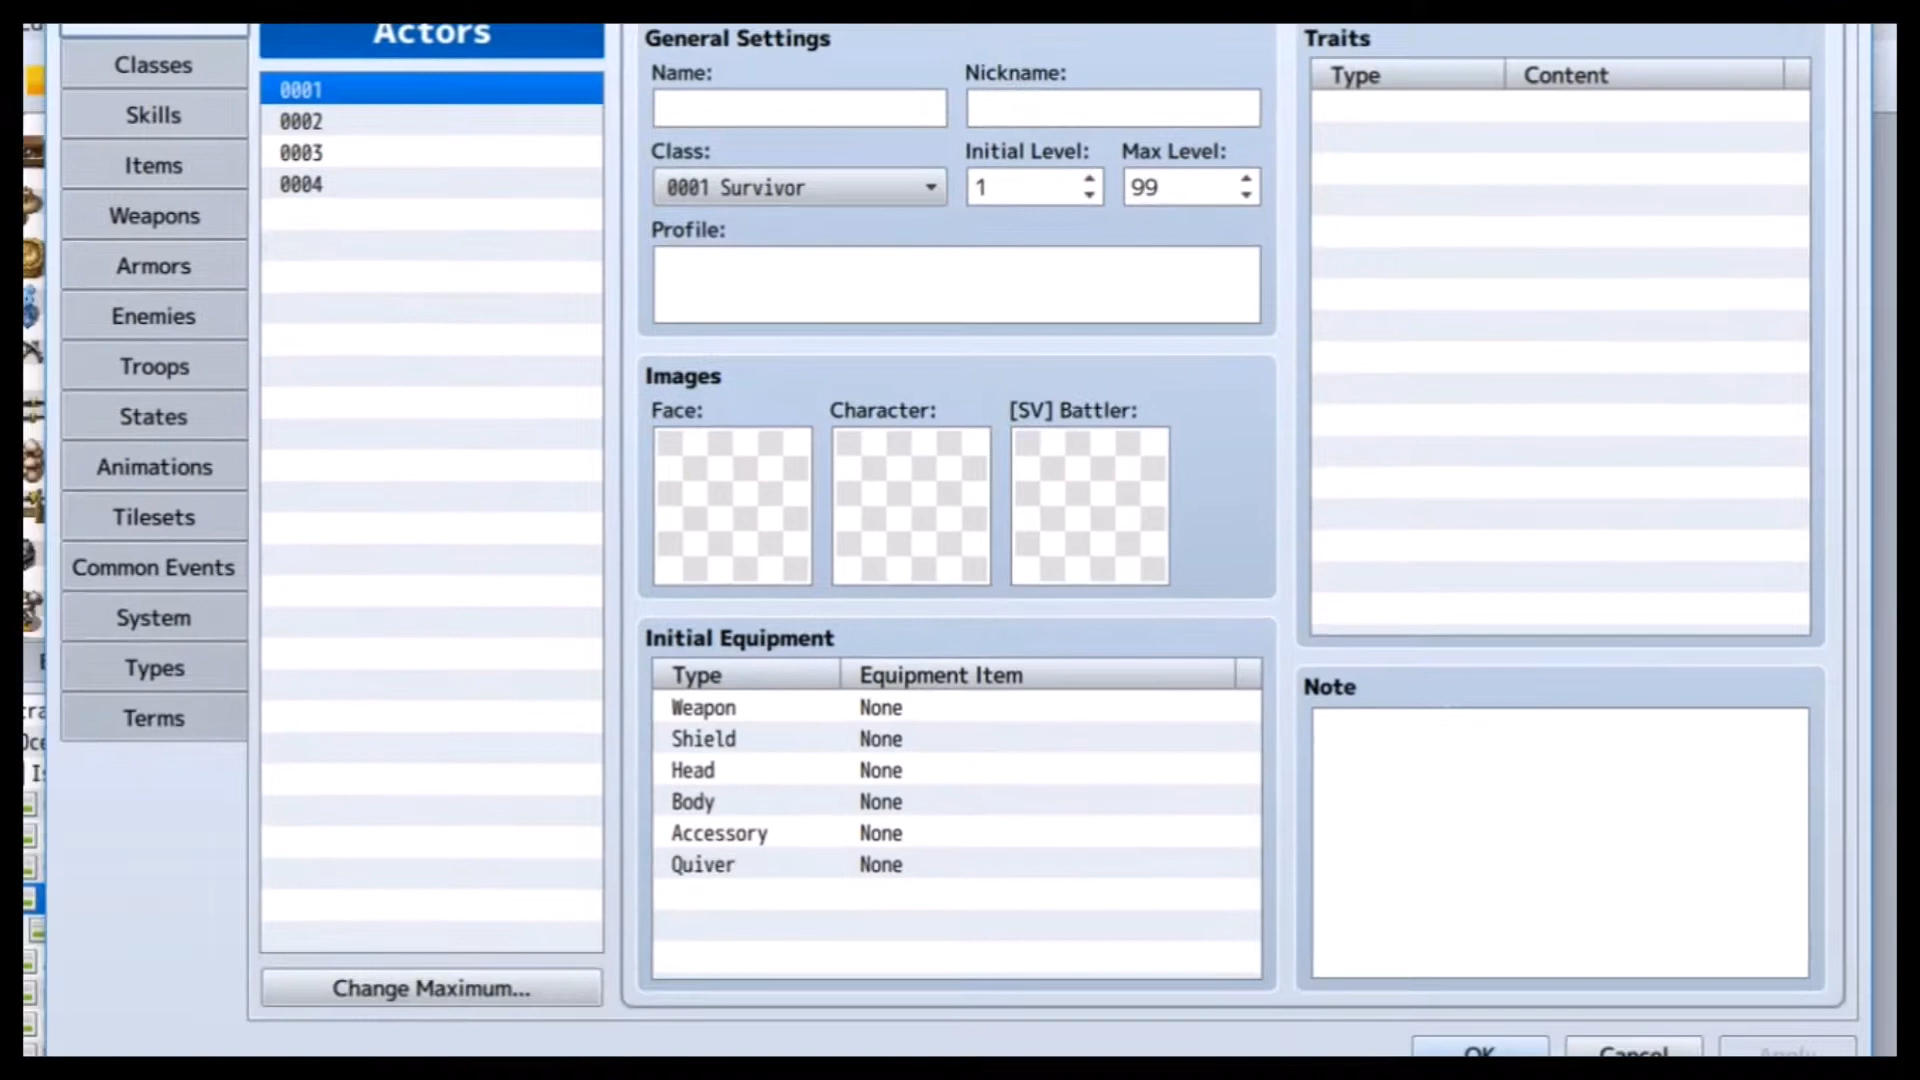 Actors
Classes
Skills
Items
Weapons
Armors
Enemies
Troops
States
Animations
Tilesets
Common Events
System
Types
Terms
0001
0002
0003
0004
Change Maximum...
General Settings
Name:
Nickname:
Class:
Initial Level:
Max Level:
0001 Survivor
1
99
Profile:
Images
Face:
Character:
[SV] Battler:
Initial Equipment
Type
Equipment Item
Weapon
None
Shield
None
Head
None
Body
None
Accessory
None
Quiver
None
Traits
Type
Content
Note
OK
Cancel
Apply